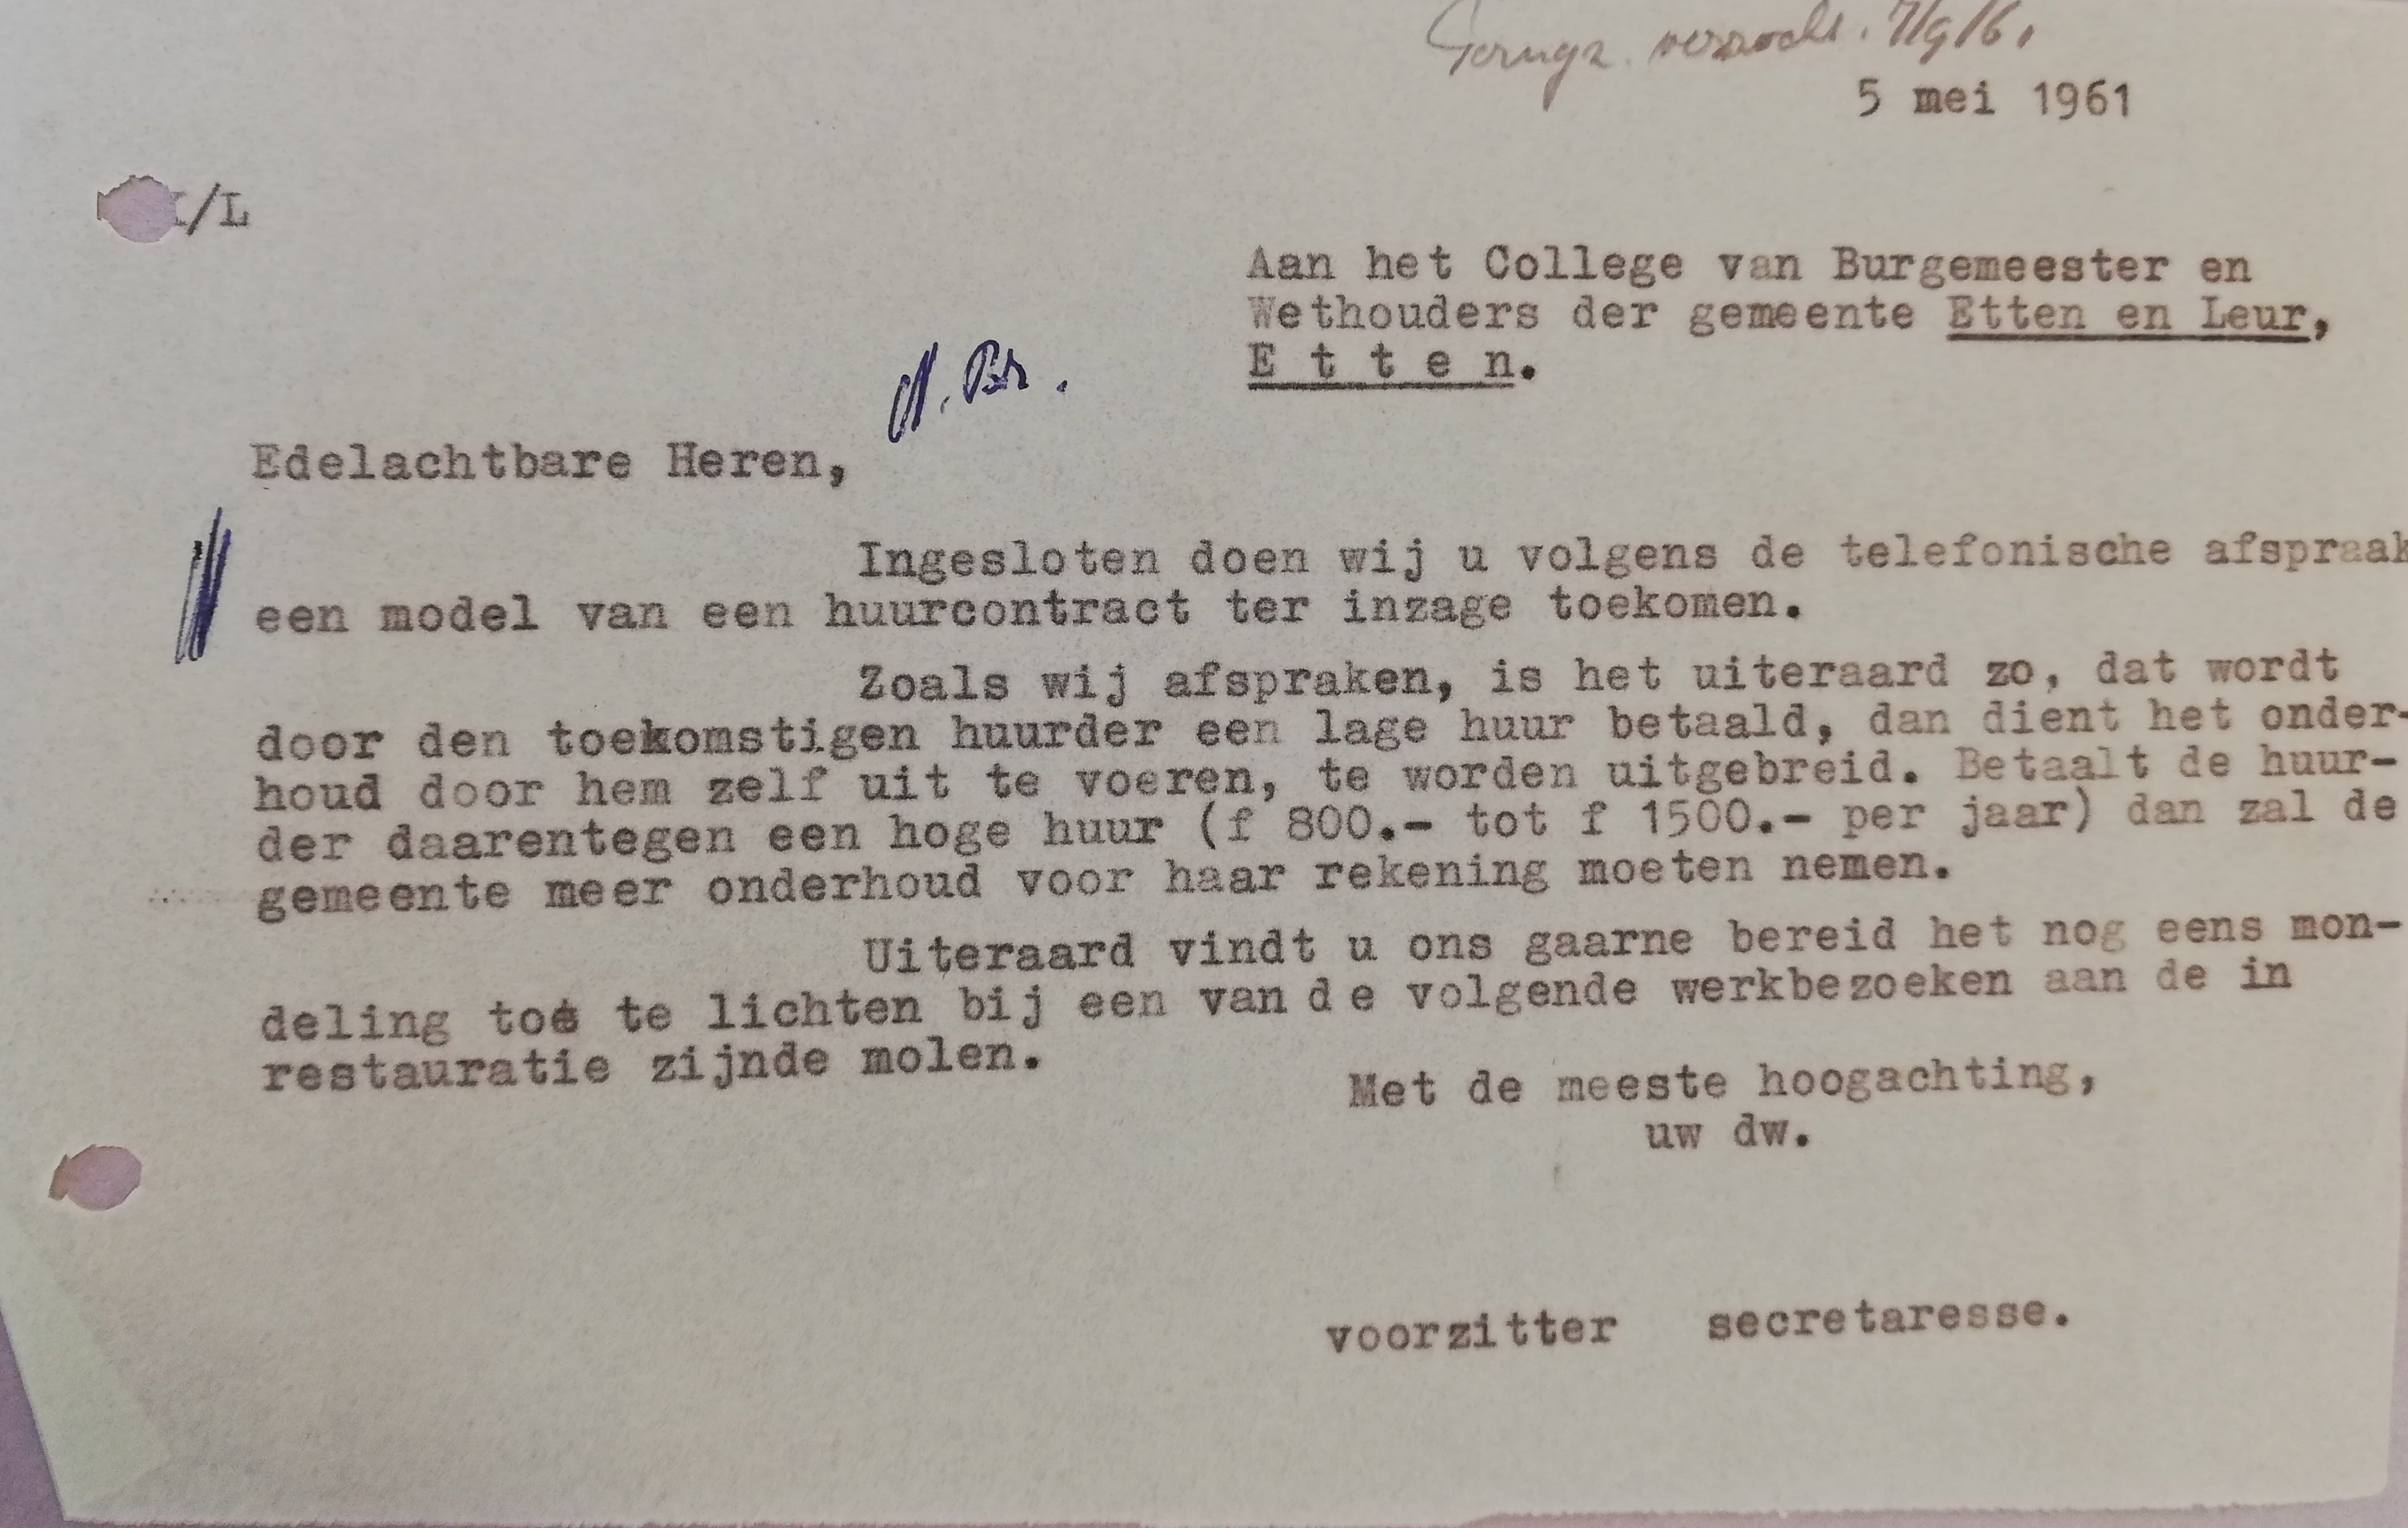 verzocht. 7/9/61
5 mei 1961
/L
Aan het College van Burgemeester en
Wethouders der gemeente Etten en Leur,
E t t e n.
Edelachtbare Heren,
Ingesloten doen wij u volgens de telefonische afspraak
een model van een huurcontract ter inzage toekomen.
Zoals wij afspraken, is het uiteraard zo, dat wordt
door den toekomstigen huurder een lage huur betaald, dan dient het onder-
houd door hem zelf uit te voeren, te worden uitgebreid. Betaalt de huur-
der daarentegen een hoge huur (f 800.- tot f 1500.- per jaar) dan zal de
gemeente meer onderhoud voor haar rekening moeten nemen.
Uiteraard vindt u ons gaarne bereid het nog eens mon-
deling toe te lichten bij een van de volgende werkbezoeken aan de in
restauratie zijnde molen.
Met de meeste hoogachting,
uw dw.
voorzitter secretaresse.